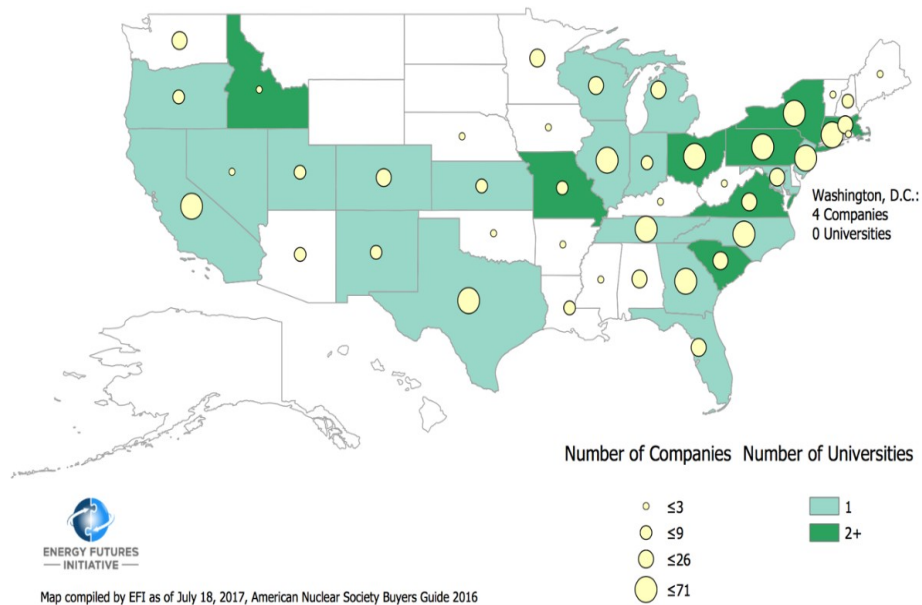 Washington, D.C.:
4 Companies
0 Universities
Number of Companies Number of Universities
≤3
≤9
≤26
≤71
1
2+
ENERGY FUTURES
INITIATIVE
Map compiled by EFI as of July 18, 2017, American Nuclear Society Buyers Guide 2016